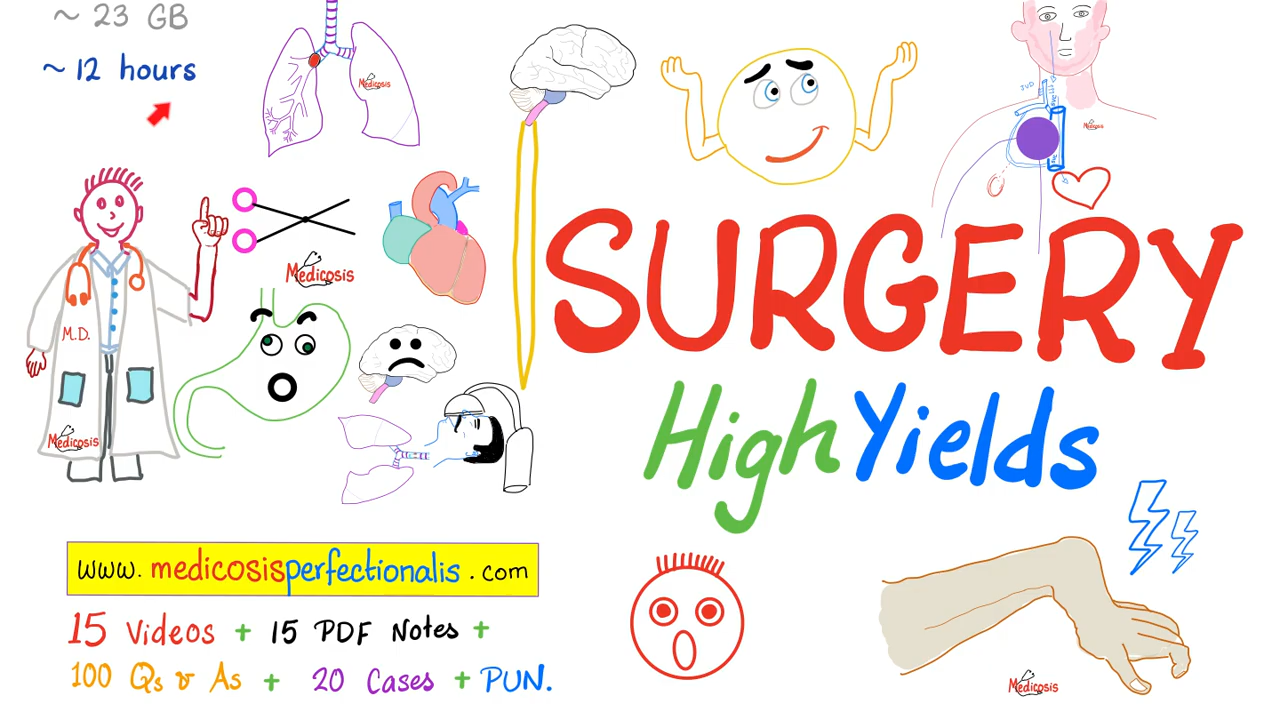 ~ 23 GB
~ 12 hours
Medicosis
JVD
Medicosis
SURGERY
Medicosis
M.D.
High Yields
Medicosis
www.medicosisperfectionalis.com
15 Videos + 15 PDF Notes +
100 Qs & As + 20 Cases + PUN.
Medicosis